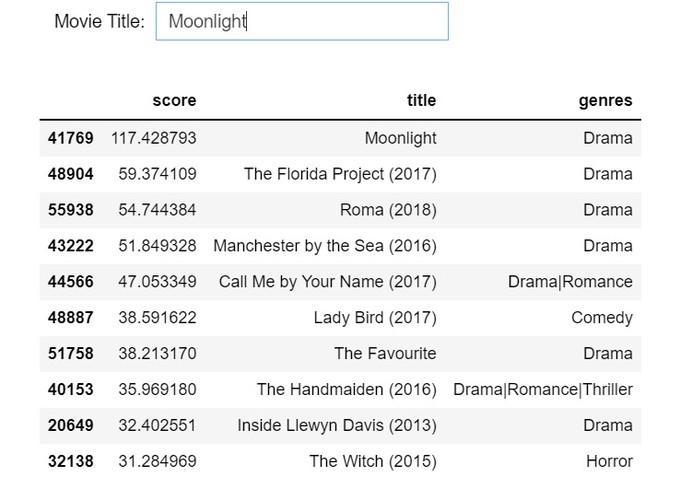 Movie Title: Moonlight
score title genres
41769 117.428793 Moonlight Drama
48904 59.374109 The Florida Project (2017) Drama
55938 54.744384 Roma (2018) Drama
43222 51.849328 Manchester by the Sea (2016) Drama
44566 47.053349 Call Me by Your Name (2017) Drama|Romance
48887 38.591622 Lady Bird (2017) Comedy
51758 38.213170 The Favourite Drama
40153 35.969180 The Handmaiden (2016) Drama|Romance|Thriller
20649 32.402551 Inside Llewyn Davis (2013) Drama
32138 31.284969 The Witch (2015) Horror